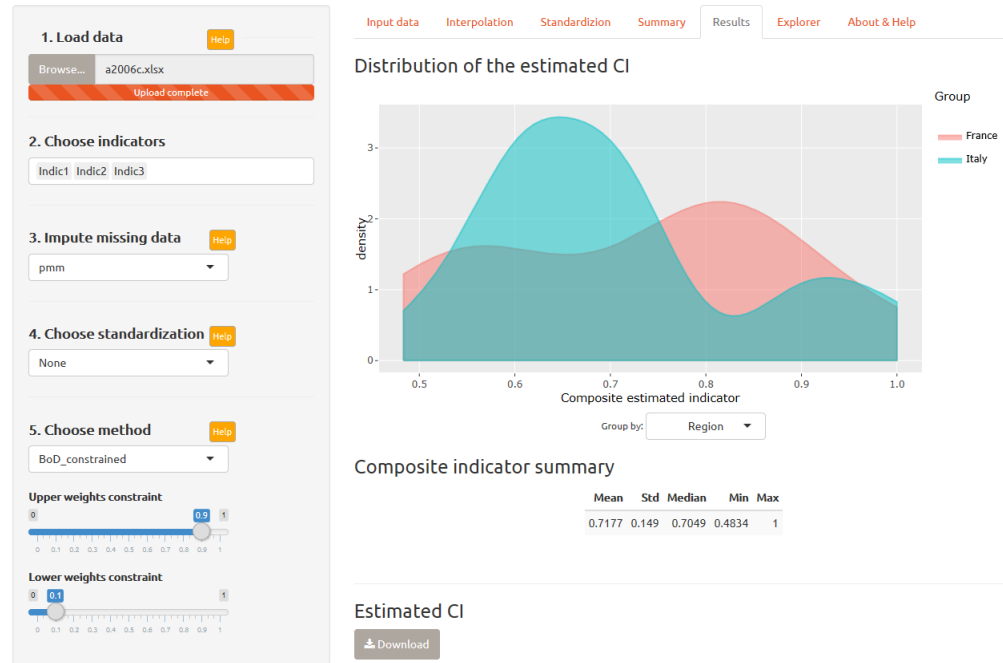 1. Load data
Help
Browse...
a2006c.xlsx
Upload complete
2. Choose indicators
Indic1 Indic2 Indic3
3. Impute missing data
Help
pmm
4. Choose standardization
Help
None
5. Choose method
Help
BoD_constrained
Upper weights constraint
0 0.9 1
0 0.1 0.2 0.3 0.4 0.5 0.6 0.7 0.8 0.9 1
Lower weights constraint
0 0.1 1
0 0.1 0.2 0.3 0.4 0.5 0.6 0.7 0.8 0.9 1
Input data Interpolation Standardizion Summary Results Explorer About & Help
Distribution of the estimated CI
Group
France
Italy
density
3
2
1
0
0.5 0.6 0.7 0.8 0.9 1.0
Composite estimated indicator
Group by: Region
Composite indicator summary
Mean Std Median Min Max
0.7177 0.149 0.7049 0.4834 1
Estimated CI
Download